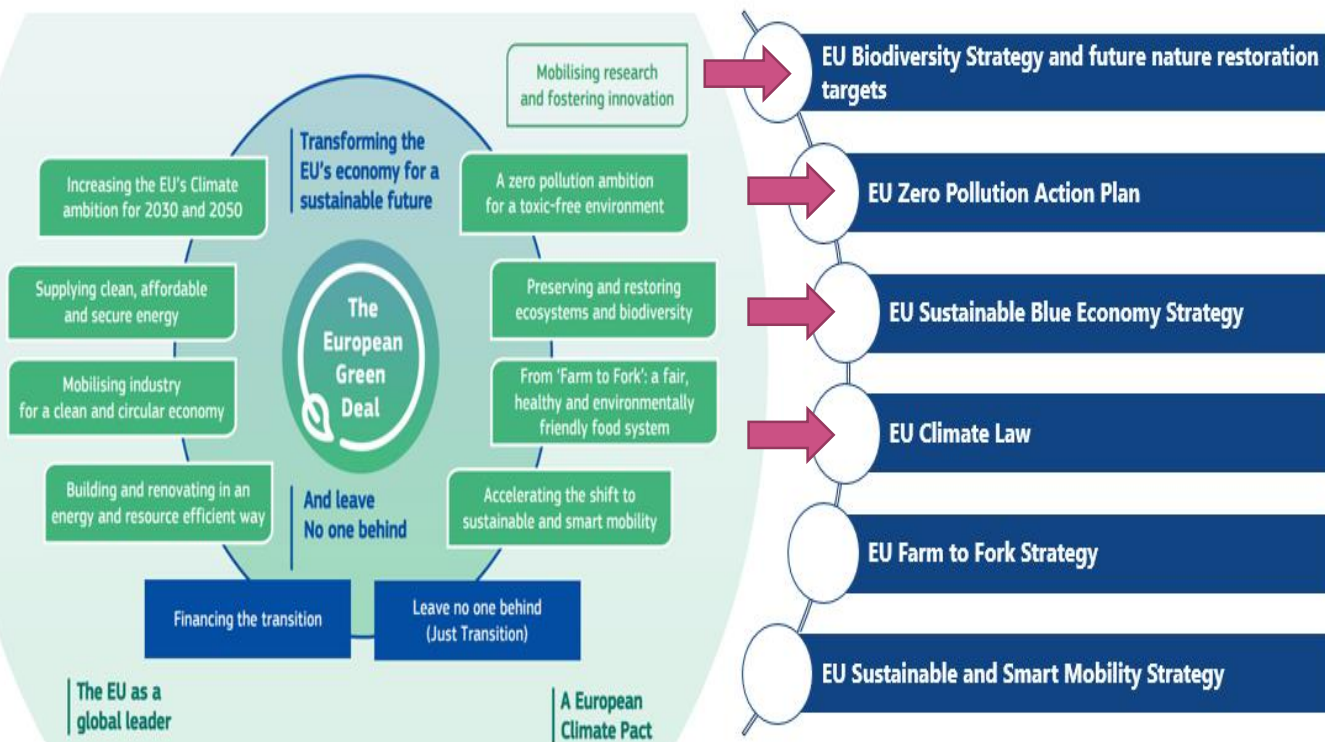 Mobilising research
and fostering innovation
Transforming the
EU's economy for a
sustainable future
Increasing the EU's Climate
ambition for 2030 and 2050
A zero pollution ambition
for a toxic-free environment
Supplying clean, affordable
and secure energy
Preserving and restoring
ecosystems and biodiversity
The
European
Green
Deal
Mobilising industry
for a clean and circular economy
From 'Farm to Fork': a fair,
healthy and environmentally
friendly food system
Building and renovating in an
energy and resource efficient way
Accelerating the shift to
sustainable and smart mobility
And leave
No one behind
Financing the transition
Leave no one behind
(Just Transition)
The EU as a
global leader
A European
Climate Pact
EU Biodiversity Strategy and future nature restoration
targets
EU Zero Pollution Action Plan
EU Sustainable Blue Economy Strategy
EU Climate Law
EU Farm to Fork Strategy
EU Sustainable and Smart Mobility Strategy